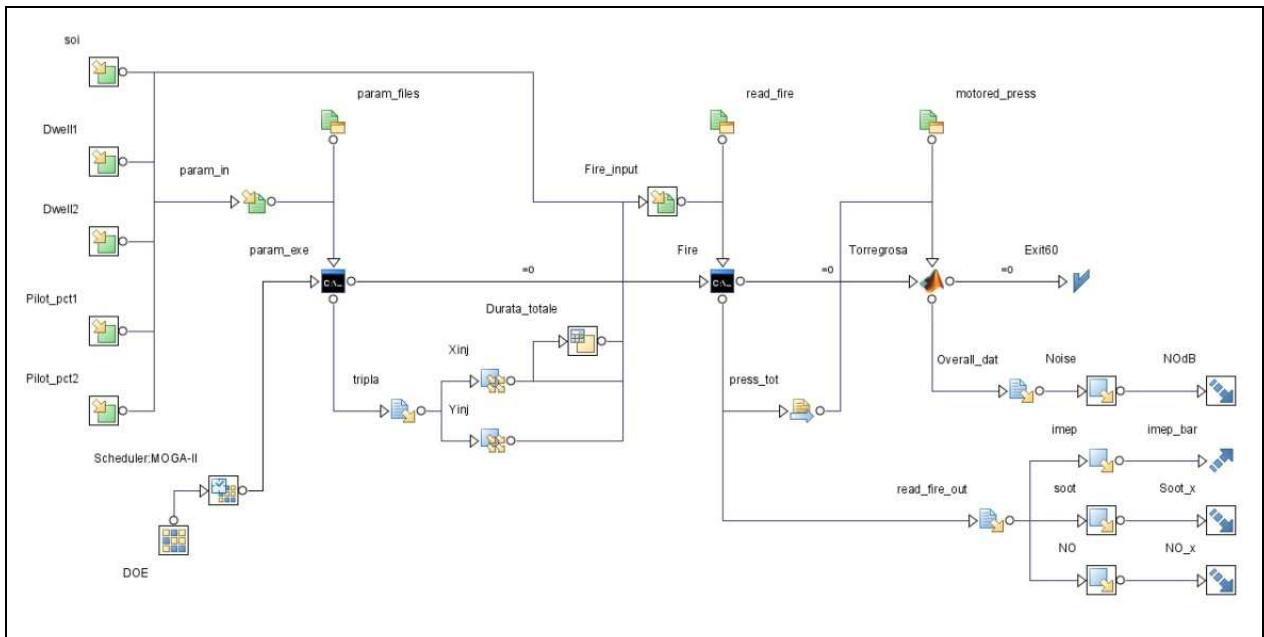 soi
param_files
read_fire
motored_press
Dwell1
param_in
Fire_input
Dwell2
param_exe
Fire
Torregrosa
Exit60
=0
=0
=0
C:\...
C:\...
Pilot_pct1
Durata_totale
Xinj
Pilot_pct2
tripla
press_tot
Overall_dat
Noise
NOdB
Yinj
imep
imep_bar
Scheduler:MOGA-II
read_fire_out
soot
Soot_x
NO
NO_x
DOE